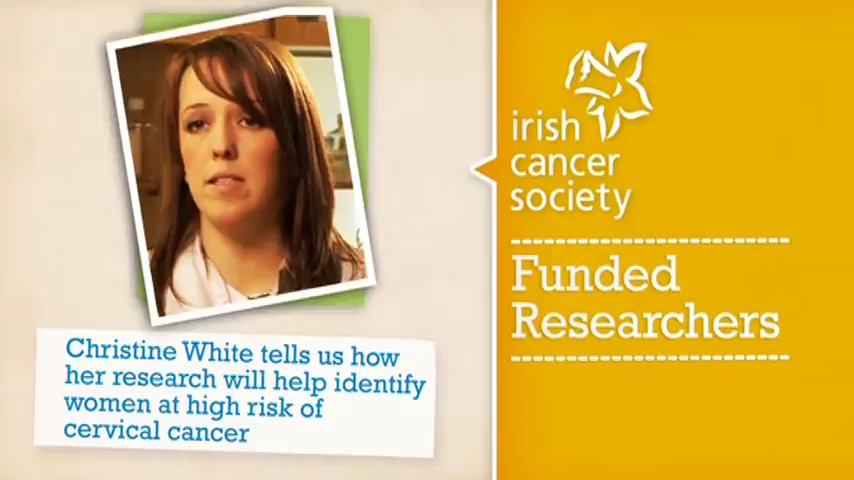 Christine White tells us how
her research will help identify
women at high risk of
cervical cancer
irish
cancer
society
Funded
Researchers